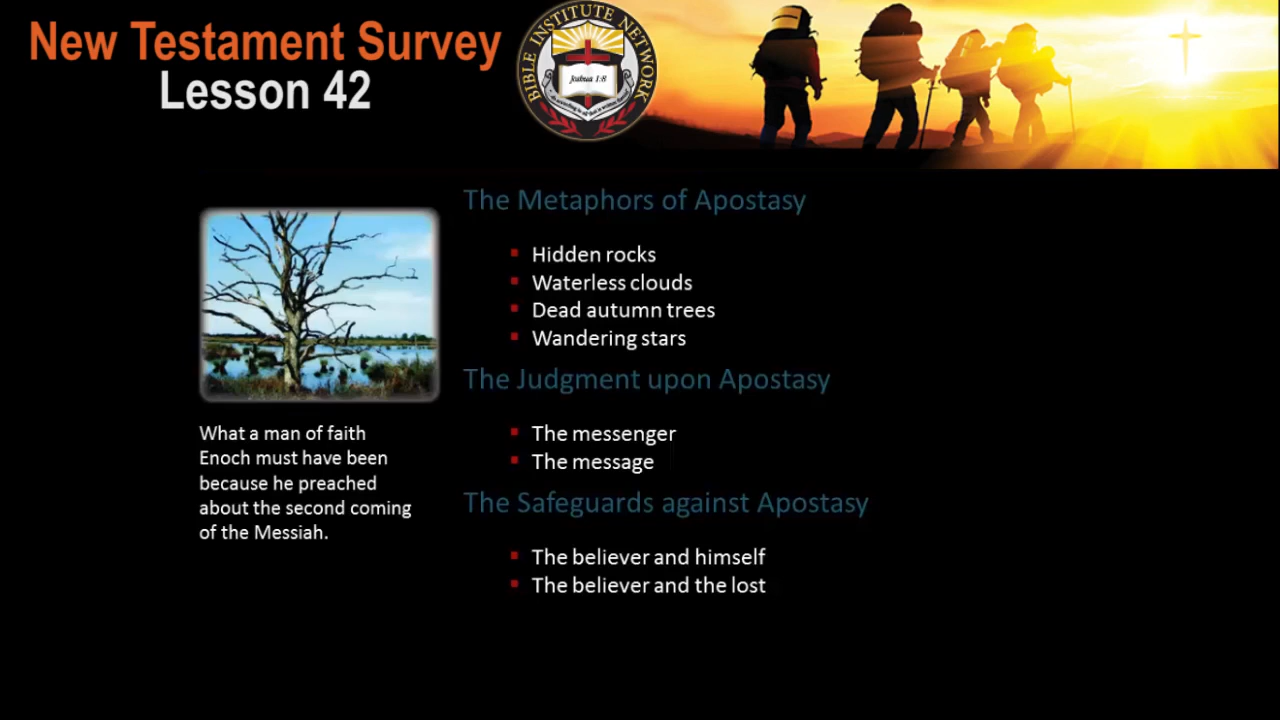 New Testament Survey
Lesson 42
BIBLE INSTITUTE NETWORK
Joshua 1:8
The Metaphors of Apostasy
Hidden rocks
Waterless clouds
Dead autumn trees
Wandering stars
The Judgment upon Apostasy
The messenger
The message
The Safeguards against Apostasy
The believer and himself
The believer and the lost
What a man of faith
Enoch must have been
because he preached
about the second coming
of the Messiah.